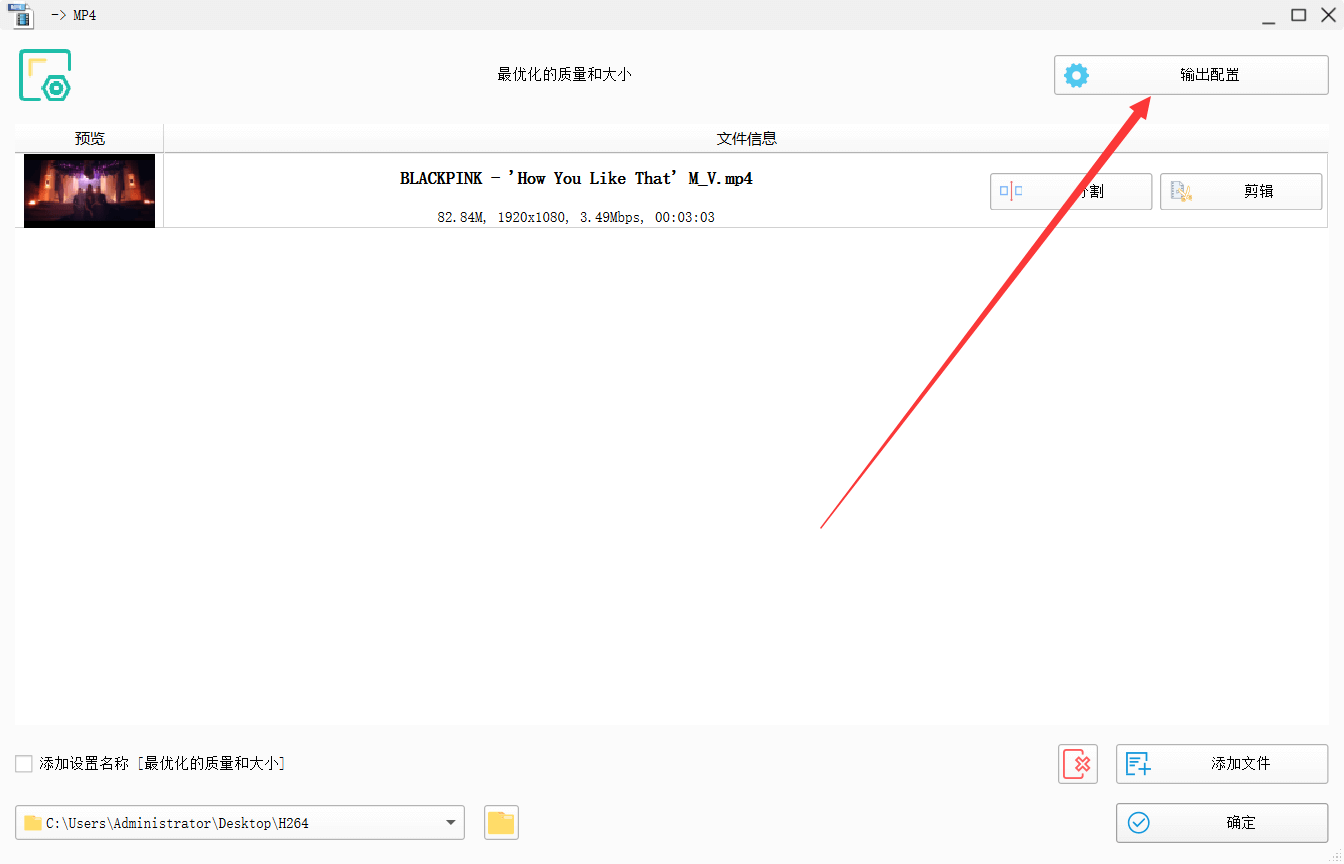 -> MP4
最优化的质量和大小
输出配置
预览
文件信息
BLACKPINK - 'How You Like That' M_V.mp4
割
剪辑
82.84M, 1920x1080, 3.49Mbps, 00:03:03
添加设置名称 [最优化的质量和大小]
添加文件
C:\Users\Administrator\Desktop\H264
确定